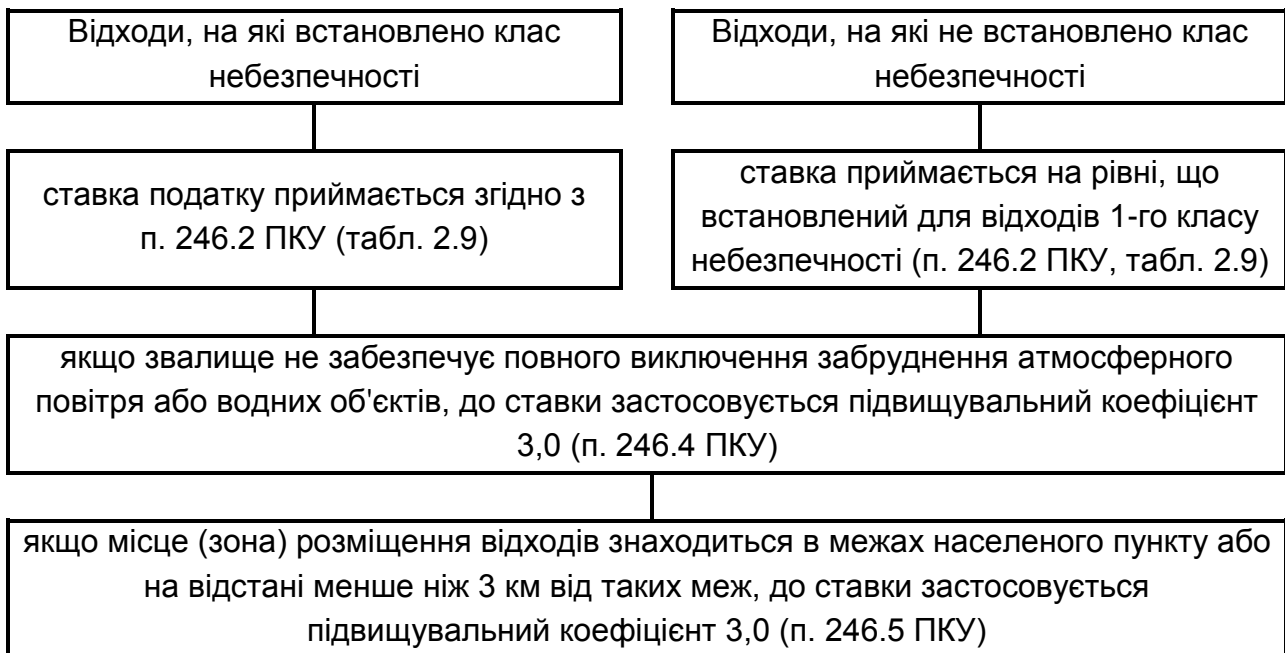 Відходи, на які встановлено клас
небезпечності
Відходи, на які не встановлено клас
небезпечності
ставка податку приймається згідно з
п. 246.2 ПКУ (табл. 2.9)
ставка приймається на рівні, що
встановлений для відходів 1-го класу
небезпечності (п. 246.2 ПКУ, табл. 2.9)
якщо звалище не забезпечує повного виключення забруднення атмосферного
повітря або водних об'єктів, до ставки застосовується підвищувальний коефіцієнт
3,0 (п. 246.4 ПКУ)
якщо місце (зона) розміщення відходів знаходиться в межах населеного пункту або
на відстані менше ніж 3 км від таких меж, до ставки застосовується
підвищувальний коефіцієнт 3,0 (п. 246.5 ПКУ)